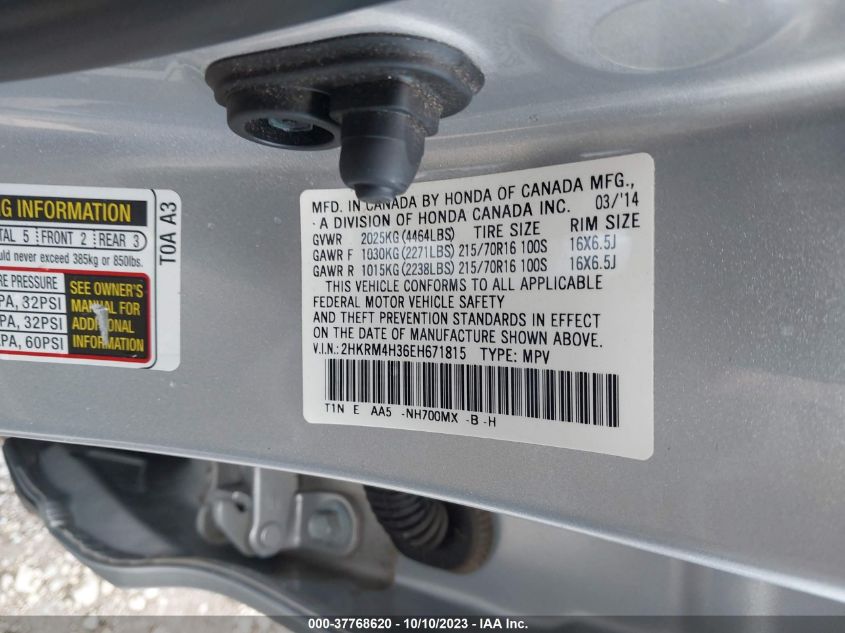 G INFORMATION
TAL 5 FRONT 2 REAR 3
uld never exceed 385kg or 850lbs.
RE PRESSURE
PA, 32PSI
PA, 32PSI
PA, 60PSI
SEE OWNER'S
MANUAL FOR
ADDITIONAL
INFORMATION
TOA A3
MFD. IN CANADA BY HONDA OF CANADA MFG.,
A DIVISION OF HONDA CANADA INC. 03/'14
GVWR 2025KG(4464LBS) TIRE SIZE RIM SIZE
GAWR F 1030KG(2271LBS) 215/70R16 100S 16X6.5J
GAWR R 1015KG(2238LBS) 215/70R16 100S 16X6.5J
THIS VEHICLE CONFORMS TO ALL APPLICABLE
FEDERAL MOTOR VEHICLE SAFETY
AND THEFT PREVENTION STANDARDS IN EFFECT
ON THE DATE OF MANUFACTURE SHOWN ABOVE.
V.I.N.: 2HKRM4H36EH671815 TYPE: MPV
T1N E AA5 -NH700MX -B -H
000-37768620 - 10/10/2023 - IAA Inc.